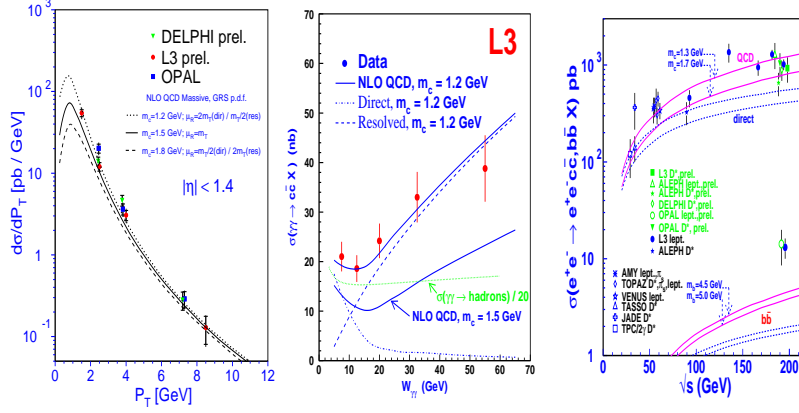 DELPHI prel.
L3 prel.
OPAL
NLO QCD Massive, GRS p.d.f.
m_c=1.2 GeV; μ_R=2m_T(dir) / m_T/2(res)
m_c=1.5 GeV; μ_R=m_T
m_c=1.8 GeV; μ_R=m_T/2(dir) / 2m_T(res)
|η| < 1.4
dσ/dP_T [pb / GeV]
10^3
10^2
10
1
10^-1
0 2 4 6 8 10 12
P_T [GeV]
L3
Data
NLO QCD, m_c = 1.2 GeV
Direct, m_c = 1.2 GeV
Resolved, m_c = 1.2 GeV
σ(γγ→ cc̄ X ) (nb)
70
60
50
40
30
20
10
0
σ(γγ→ hadrons) / 20
NLO QCD, m_c = 1.5 GeV
0 10 20 30 40 50 60 70
W_γγ (GeV)
σ(e⁺e⁻ → e⁺e⁻cc̄,bb̄ X) pb
10^3
10^2
10
1
m_c=1.3 GeV
m_c=1.7 GeV
QCD
direct
L3 D*,prel.
ALEPH lept.,prel.
ALEPH D*,prel.
DELPHI D*,prel.
OPAL lept.,prel.
OPAL D*, prel.
L3 lept.
ALEPH D*
VENUS lept.
TASSO D*
JADE D*
TPC/2γ D*
m_b=4.5 GeV
m_b=5.0 GeV
bb̄
0 50 100 150 200
√s (GeV)